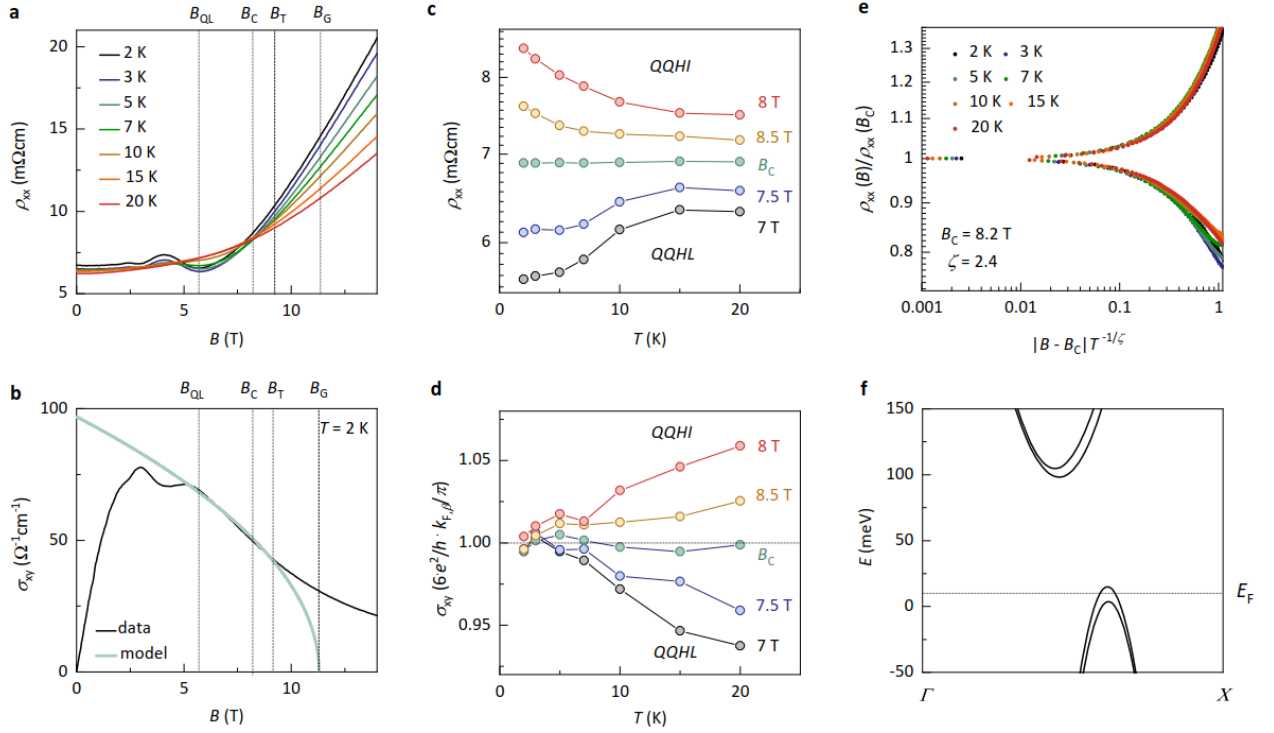 a
B_QL B_C B_T B_G
20
15
10
5
ρ_xx (mΩcm)
2 K
3 K
5 K
7 K
10 K
15 K
20 K
0 5 10
B (T)
b
B_QL B_C B_T B_G
100
50
0
σ_xy (Ω⁻¹cm⁻¹)
T = 2 K
data
model
0 5 10
B (T)
c
8
7
6
ρ_xx (mΩcm)
QQHI
8 T
8.5 T
B_C
7.5 T
7 T
QQHL
0 5 10 15 20
T (K)
d
1.05
1.00
0.95
σ_xy (6·e²/h · k_F,β/π)
QQHI
8 T
8.5 T
B_C
7.5 T
7 T
QQHL
0 5 10 15 20
T (K)
e
1.3
1.2
1.1
1
0.9
0.8
ρ_xx (B)/ρ_xx (B_C)
2 K 3 K
5 K 7 K
10 K 15 K
20 K
B_C = 8.2 T
ζ = 2.4
0.001 0.01 0.1 1
|B - B_C|T^-1/ζ
f
150
100
50
0
-50
E (meV)
E_F
Γ X